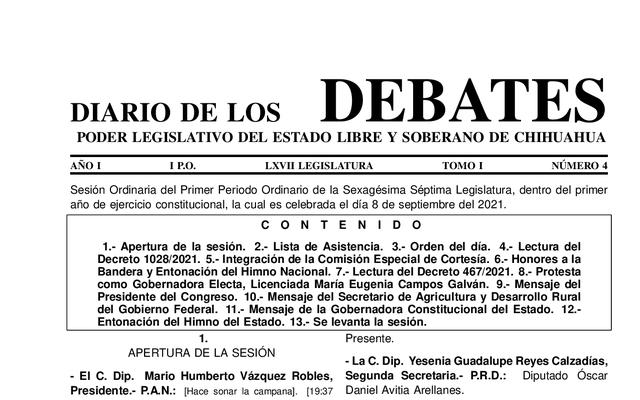 DIARIO DE LOS DEBATES
PODER LEGISLATIVO DEL ESTADO LIBRE Y SOBERANO DE CHIHUAHUA
AÑO I I P.O. LXVII LEGISLATURA TOMO I NÚMERO 4
Sesión Ordinaria del Primer Periodo Ordinario de la Sexagésima Séptima Legislatura, dentro del primer
año de ejercicio constitucional, la cual es celebrada el día 8 de septiembre del 2021.
C O N T E N I D O
1.- Apertura de la sesión. 2.- Lista de Asistencia. 3.- Orden del día. 4.- Lectura del
Decreto 1028/2021. 5.- Integración de la Comisión Especial de Cortesía. 6.- Honores a la
Bandera y Entonación del Himno Nacional. 7.- Lectura del Decreto 467/2021. 8.- Protesta
como Gobernadora Electa, Licenciada María Eugenia Campos Galván. 9.- Mensaje del
Presidente del Congreso. 10.- Mensaje del Secretario de Agricultura y Desarrollo Rural
del Gobierno Federal. 11.- Mensaje de la Gobernadora Constitucional del Estado. 12.-
Entonación del Himno del Estado. 13.- Se levanta la sesión.
1.
APERTURA DE LA SESIÓN
- El C. Dip. Mario Humberto Vázquez Robles,
Presidente.- P.A.N.: [Hace sonar la campana]. [19:37
Presente.
- La C. Dip. Yesenia Guadalupe Reyes Calzadías,
Segunda Secretaria.- P.R.D.: Diputado Óscar
Daniel Avitia Arellanes.